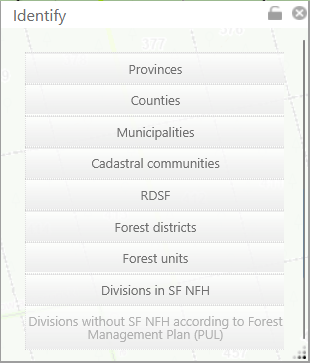 Identify
377
Provinces
Counties
Municipalities
Cadastral communities
RDSF
Forest districts
Forest units
Divisions in SF NFH
Divisions without SF NFH according to Forest
Management Plan (PUL)